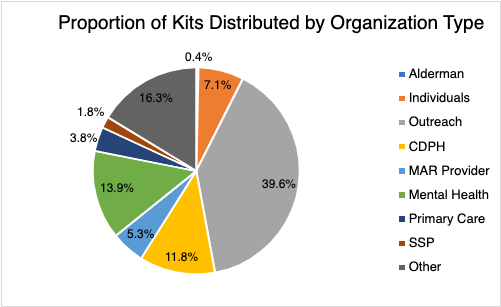 Proportion of Kits Distributed by Organization Type
0.4%
7.1%
39.6%
11.8%
5.3%
13.9%
3.8%
1.8%
16.3%
Alderman
Individuals
Outreach
CDPH
MAR Provider
Mental Health
Primary Care
SSP
Other